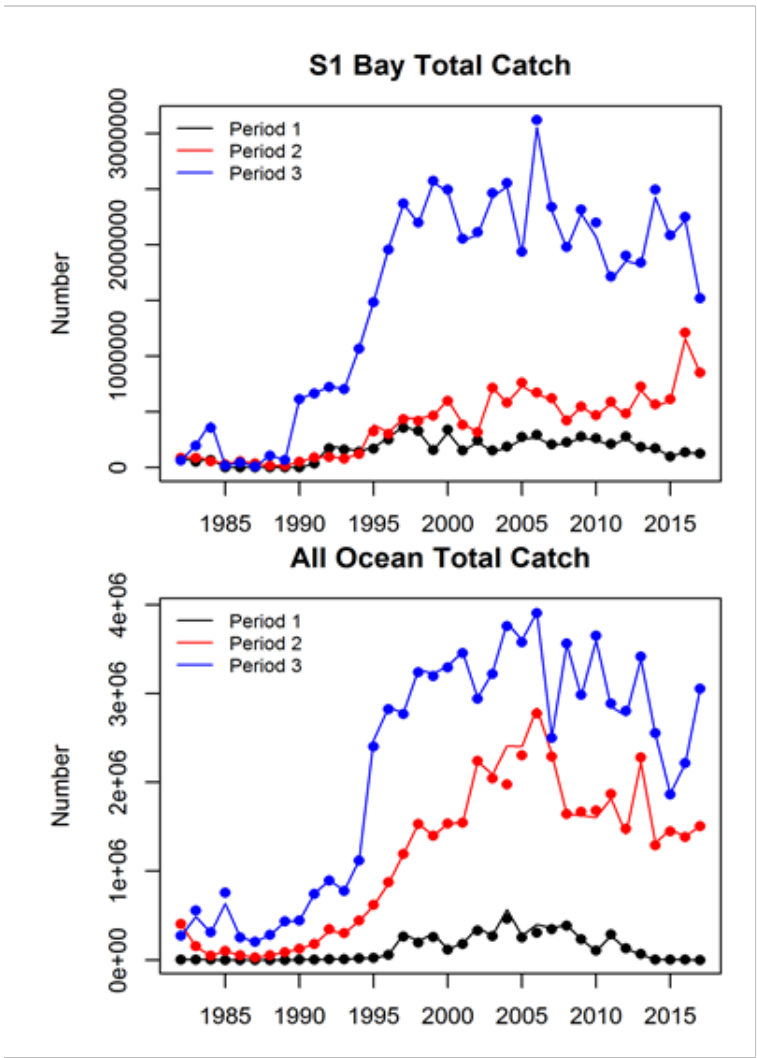 S1 Bay Total Catch
Period 1
Period 2
Period 3
Number
0 1000000 2000000 3000000
1985 1990 1995 2000 2005 2010 2015
All Ocean Total Catch
Period 1
Period 2
Period 3
Number
0e+00 1e+06 2e+06 3e+06 4e+06
1985 1990 1995 2000 2005 2010 2015